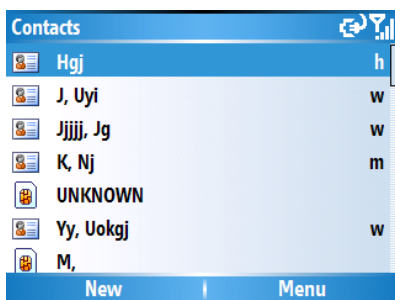 Contacts
Hgj h
J, Uyi w
Jjjjj, Jg w
K, Nj m
UNKNOWN
Yy, Uokgj w
M,
New Menu